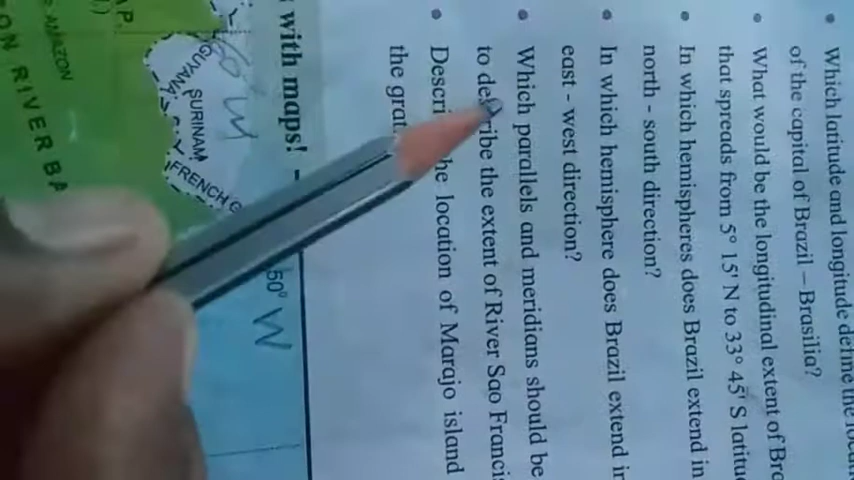 Which latitude and longitude define the
of the capital of Brazil – Brasilia?
What would be the longitudinal extent of
that spreads from 5° 15' N to 33° 45' S
In which hemispheres does Brazil extend in
north - south direction?
In which hemisphere does Brazil extend in
east - west direction?
Which parallels and meridians should be
to describe the extent of River Sao
location of Marajo island
the
with maps!
50° W
GUYANA
SURINAM
FRENCH G
AMAZON
ON RIVER BA
AP.